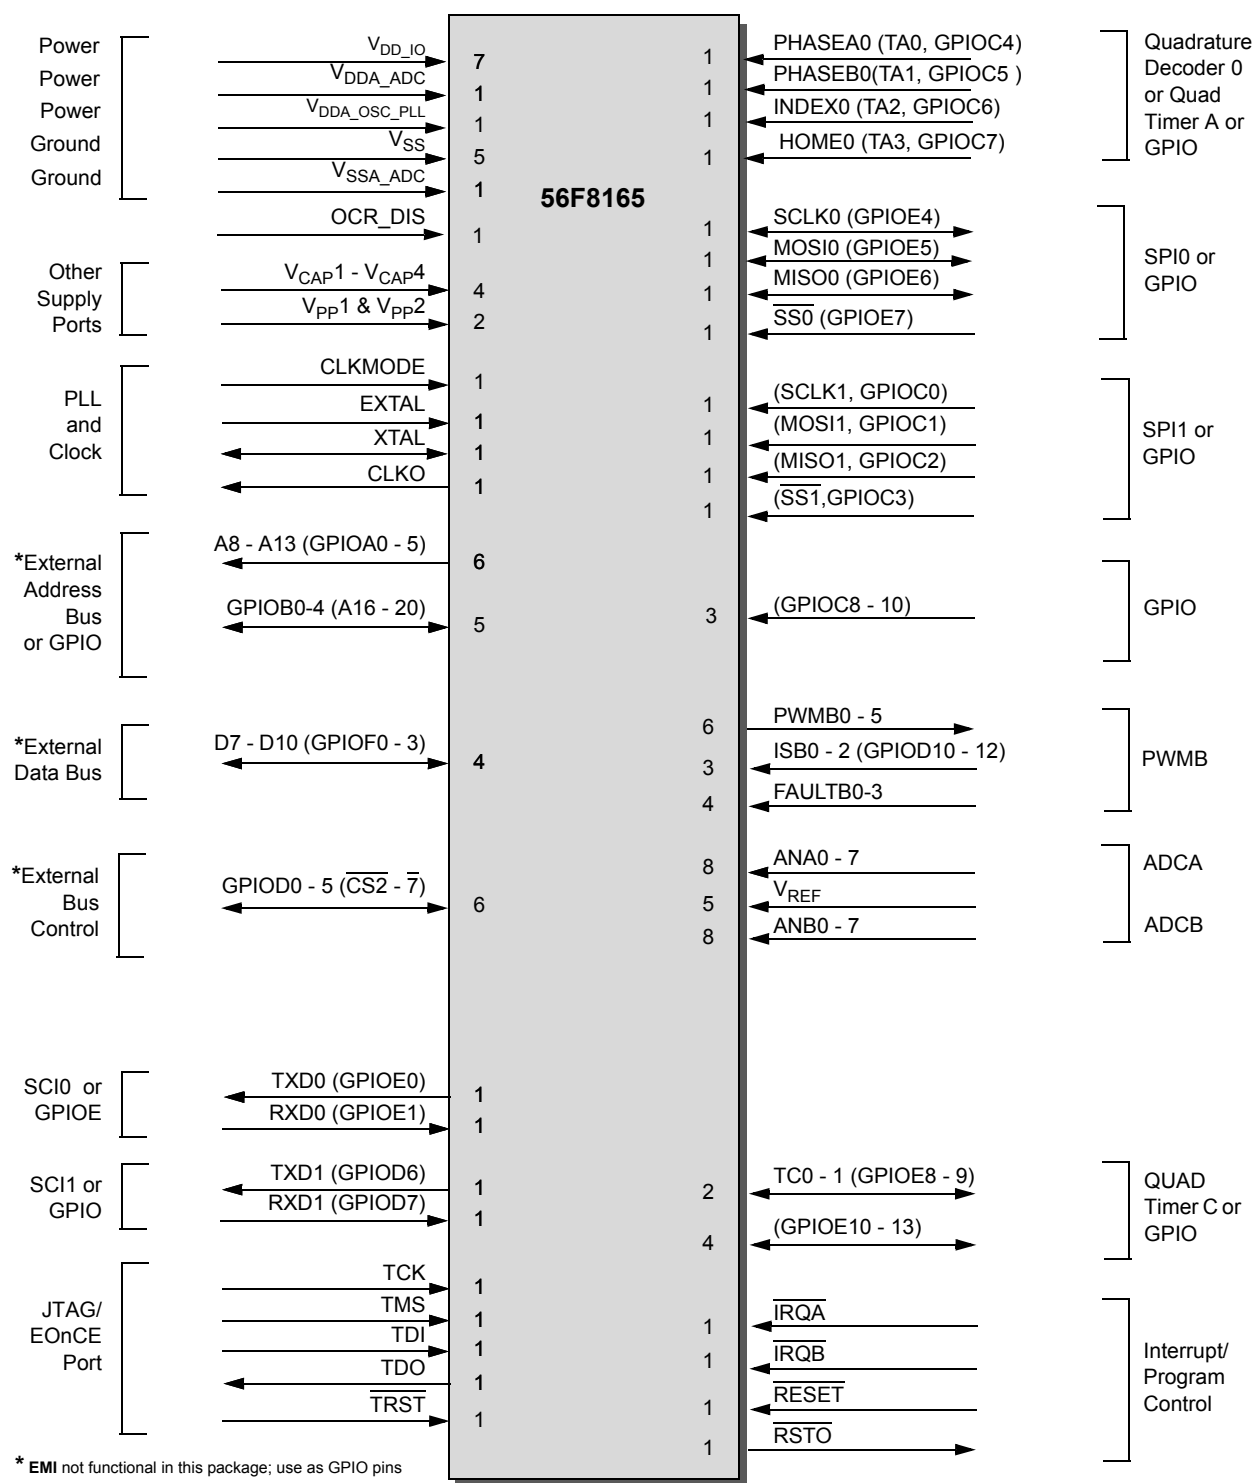 56F8165
Power
V_DD_IO
7
Power
V_DDA_ADC
1
Power
V_DDA_OSC_PLL
1
Ground
V_SS
5
Ground
V_SSA_ADC
1
OCR_DIS
1
Other
Supply
Ports
V_CAP1 - V_CAP4
4
V_PP1 & V_PP2
2
PLL
and
Clock
CLKMODE
1
EXTAL
1
XTAL
1
CLKO
1
*External
Address
Bus
or GPIO
A8 - A13 (GPIOA0 - 5)
6
GPIOB0-4 (A16 - 20)
5
*External
Data Bus
D7 - D10 (GPIOF0 - 3)
4
*External
Bus
Control
GPIOD0 - 5 (C̅S̅2̅ - 7̅)
6
SCI0 or
GPIOE
TXD0 (GPIOE0)
1
RXD0 (GPIOE1)
1
SCI1 or
GPIO
TXD1 (GPIOD6)
1
RXD1 (GPIOD7)
1
JTAG/
EOnCE
Port
TCK
1
TMS
1
TDI
1
TDO
1
T̅R̅S̅T̅
1
1
PHASEA0 (TA0, GPIOC4)
1
PHASEB0(TA1, GPIOC5 )
1
INDEX0 (TA2, GPIOC6)
1
HOME0 (TA3, GPIOC7)
Quadrature
Decoder 0
or Quad
Timer A or
GPIO
1
SCLK0 (GPIOE4)
1
MOSI0 (GPIOE5)
1
MISO0 (GPIOE6)
1
S̅S̅0̅ (GPIOE7)
SPI0 or
GPIO
1
(SCLK1, GPIOC0)
1
(MOSI1, GPIOC1)
1
(MISO1, GPIOC2)
1
(S̅S̅1̅,GPIOC3)
SPI1 or
GPIO
3
(GPIOC8 - 10)
GPIO
6
PWMB0 - 5
3
ISB0 - 2 (GPIOD10 - 12)
4
FAULTB0-3
PWMB
8
ANA0 - 7
5
V_REF
8
ANB0 - 7
ADCA
ADCB
2
TC0 - 1 (GPIOE8 - 9)
4
(GPIOE10 - 13)
QUAD
Timer C or
GPIO
1
I̅R̅Q̅A̅
1
I̅R̅Q̅B̅
1
R̅E̅S̅E̅T̅
1
R̅S̅T̅O̅
Interrupt/
Program
Control
* EMI not functional in this package; use as GPIO pins